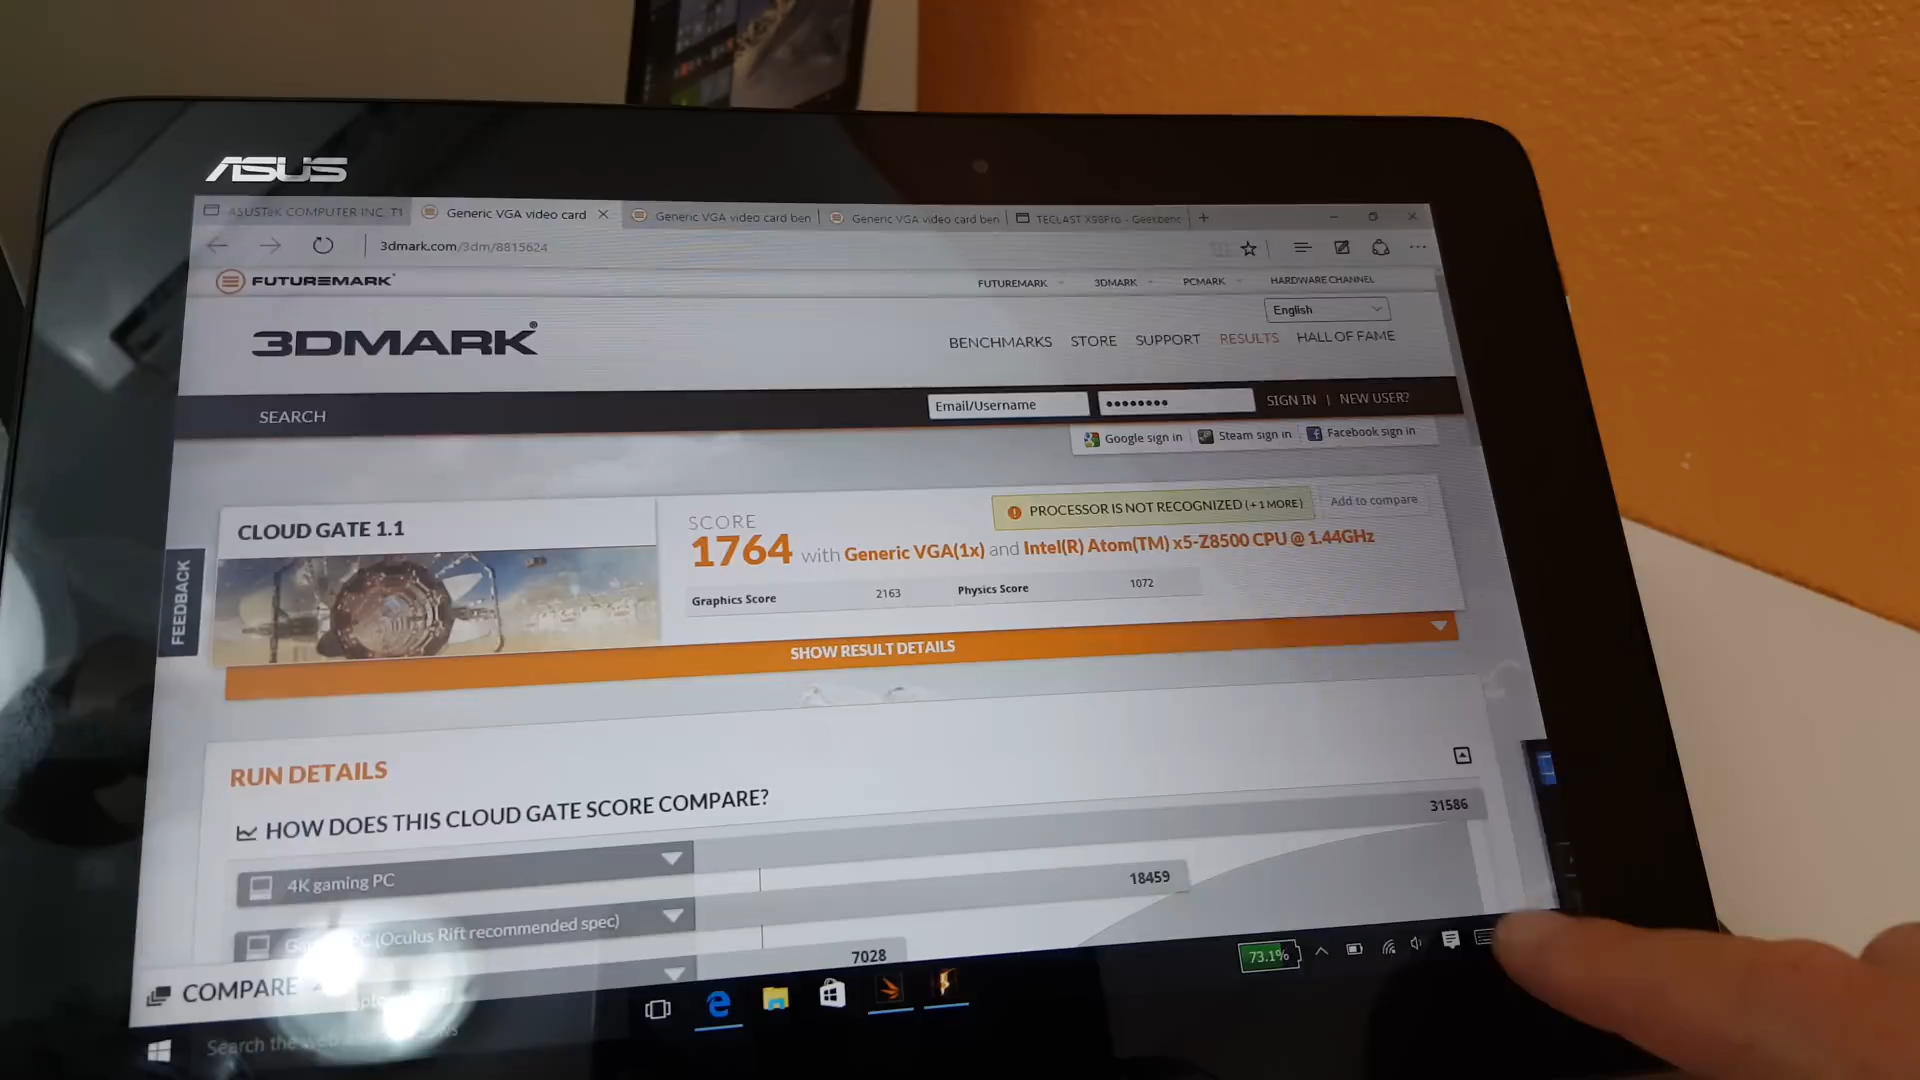 ASUS
ASUSTeK COMPUTER INC. T1
Generic VGA video card
Generic VGA video card ben
Generic VGA video card ben
TECLAST X98Pro - Geekbenc
3dmark.com/3dm/8815624
FUTUREMARK
FUTUREMARK
3DMARK
PCMARK
HARDWARE CHANNEL
English
3DMARK
BENCHMARKS
STORE
SUPPORT
RESULTS
HALL OF FAME
SEARCH
Email/Username
••••••••
SIGN IN | NEW USER?
Google sign in
Steam sign in
Facebook sign in
CLOUD GATE 1.1
SCORE
PROCESSOR IS NOT RECOGNIZED (+1 MORE)
Add to compare
1764 with Generic VGA(1x) and Intel(R) Atom(TM) x5-Z8500 CPU @ 1.44GHz
Graphics Score 2163 Physics Score 1072
FEEDBACK
SHOW RESULT DETAILS
RUN DETAILS
HOW DOES THIS CLOUD GATE SCORE COMPARE?
31586
4K gaming PC
18459
(Oculus Rift recommended spec)
7028
73.1%
COMPARE
Search the web